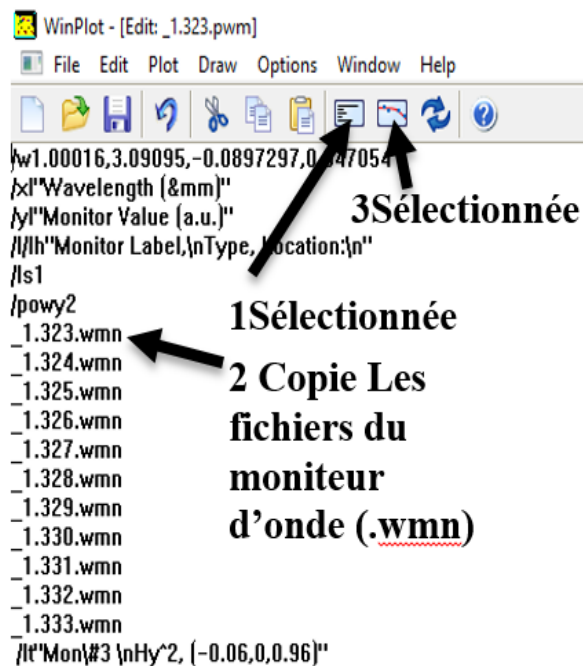 WinPlot - [Edit: _1.323.pwm]
File Edit Plot Draw Options Window Help
/w1.00016,3.09095,-0.0897297,0.347054
/xl"Wavelength (&mm)"
/yl"Monitor Value (a.u.)"
/l/lh"Monitor Label,\nType, Location:\n"
/ls1
/powy2
_1.323.wmn
_1.324.wmn
_1.325.wmn
_1.326.wmn
_1.327.wmn
_1.328.wmn
_1.329.wmn
_1.330.wmn
_1.331.wmn
_1.332.wmn
_1.333.wmn
/lt"Mon\#3 \nHy^2, (-0.06,0,0.96)"
3Sélectionnée
1Sélectionnée
2 Copie Les
fichiers du
moniteur
d’onde (.wmn)